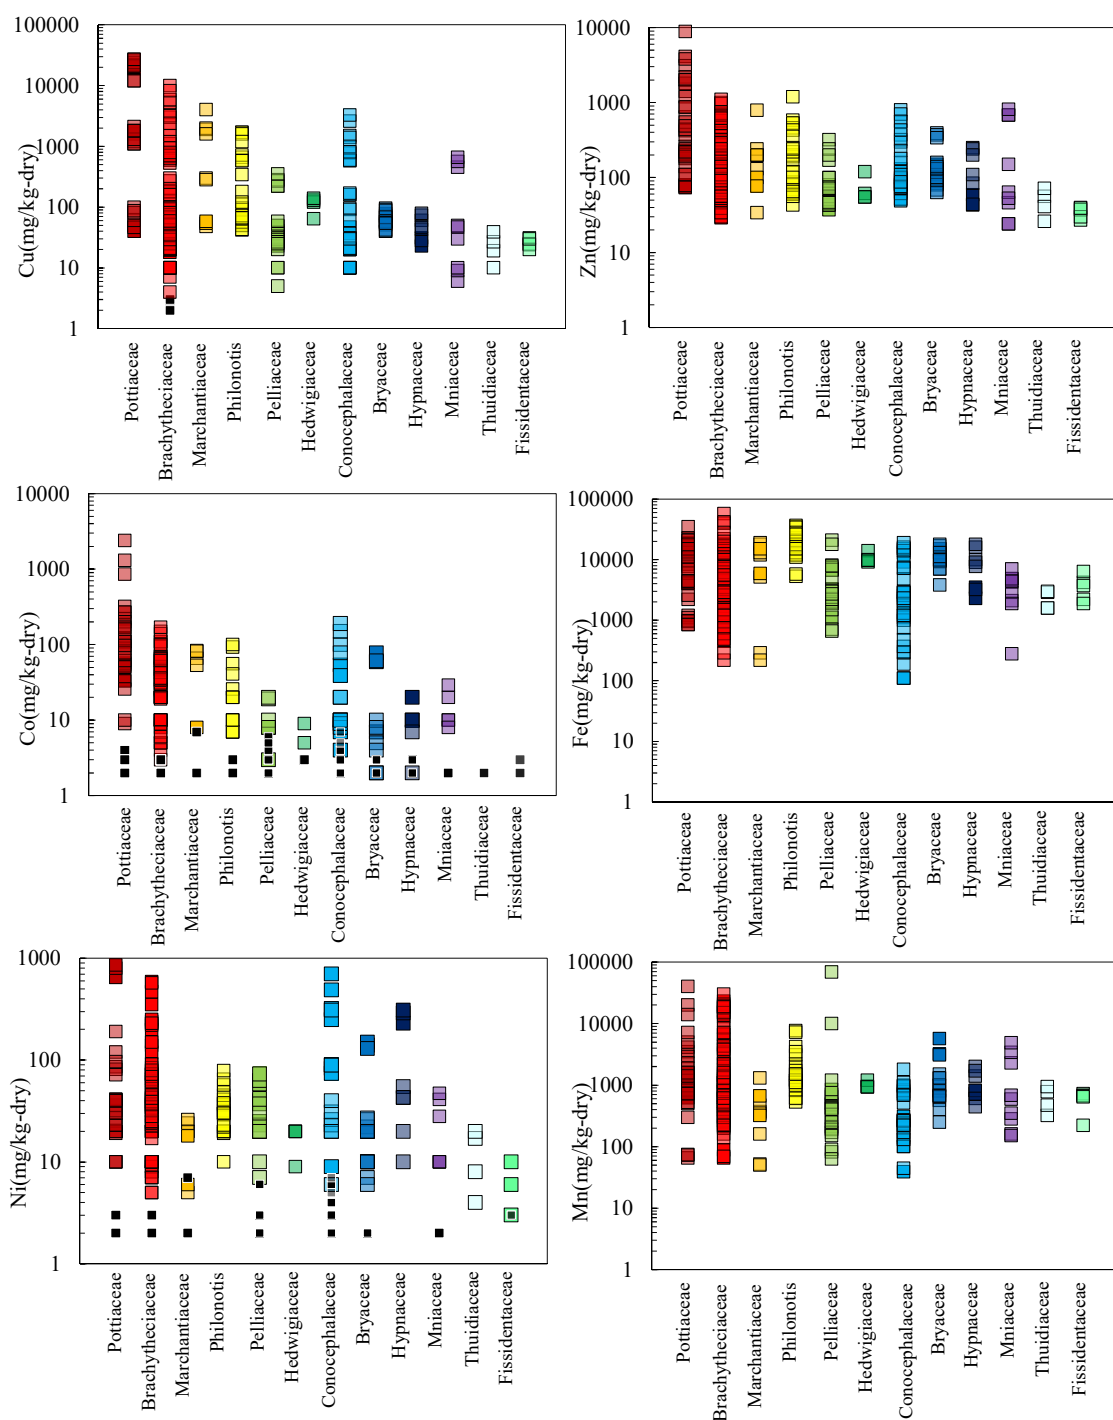 Cu(mg/kg-dry)
100000
10000
1000
100
10
1
Pottiaceae
Brachytheciaceae
Marchantiaceae
Philonotis
Pelliaceae
Hedwigiaceae
Conocephalaceae
Bryaceae
Hypnaceae
Mniaceae
Thuidiaceae
Fissidentaceae
Zn(mg/kg-dry)
10000
1000
100
10
1
Pottiaceae
Brachytheciaceae
Marchantiaceae
Philonotis
Pelliaceae
Hedwigiaceae
Conocephalaceae
Bryaceae
Hypnaceae
Mniaceae
Thuidiaceae
Fissidentaceae
Co(mg/kg-dry)
10000
1000
100
10
1
Pottiaceae
Brachytheciaceae
Marchantiaceae
Philonotis
Pelliaceae
Hedwigiaceae
Conocephalaceae
Bryaceae
Hypnaceae
Mniaceae
Thuidiaceae
Fissidentaceae
Fe(mg/kg-dry)
100000
10000
1000
100
10
1
Pottiaceae
Brachytheciaceae
Marchantiaceae
Philonotis
Pelliaceae
Hedwigiaceae
Conocephalaceae
Bryaceae
Hypnaceae
Mniaceae
Thuidiaceae
Fissidentaceae
Ni(mg/kg-dry)
1000
100
10
1
Pottiaceae
Brachytheciaceae
Marchantiaceae
Philonotis
Pelliaceae
Hedwigiaceae
Conocephalaceae
Bryaceae
Hypnaceae
Mniaceae
Thuidiaceae
Fissidentaceae
Mn(mg/kg-dry)
100000
10000
1000
100
10
1
Pottiaceae
Brachytheciaceae
Marchantiaceae
Philonotis
Pelliaceae
Hedwigiaceae
Conocephalaceae
Bryaceae
Hypnaceae
Mniaceae
Thuidiaceae
Fissidentaceae